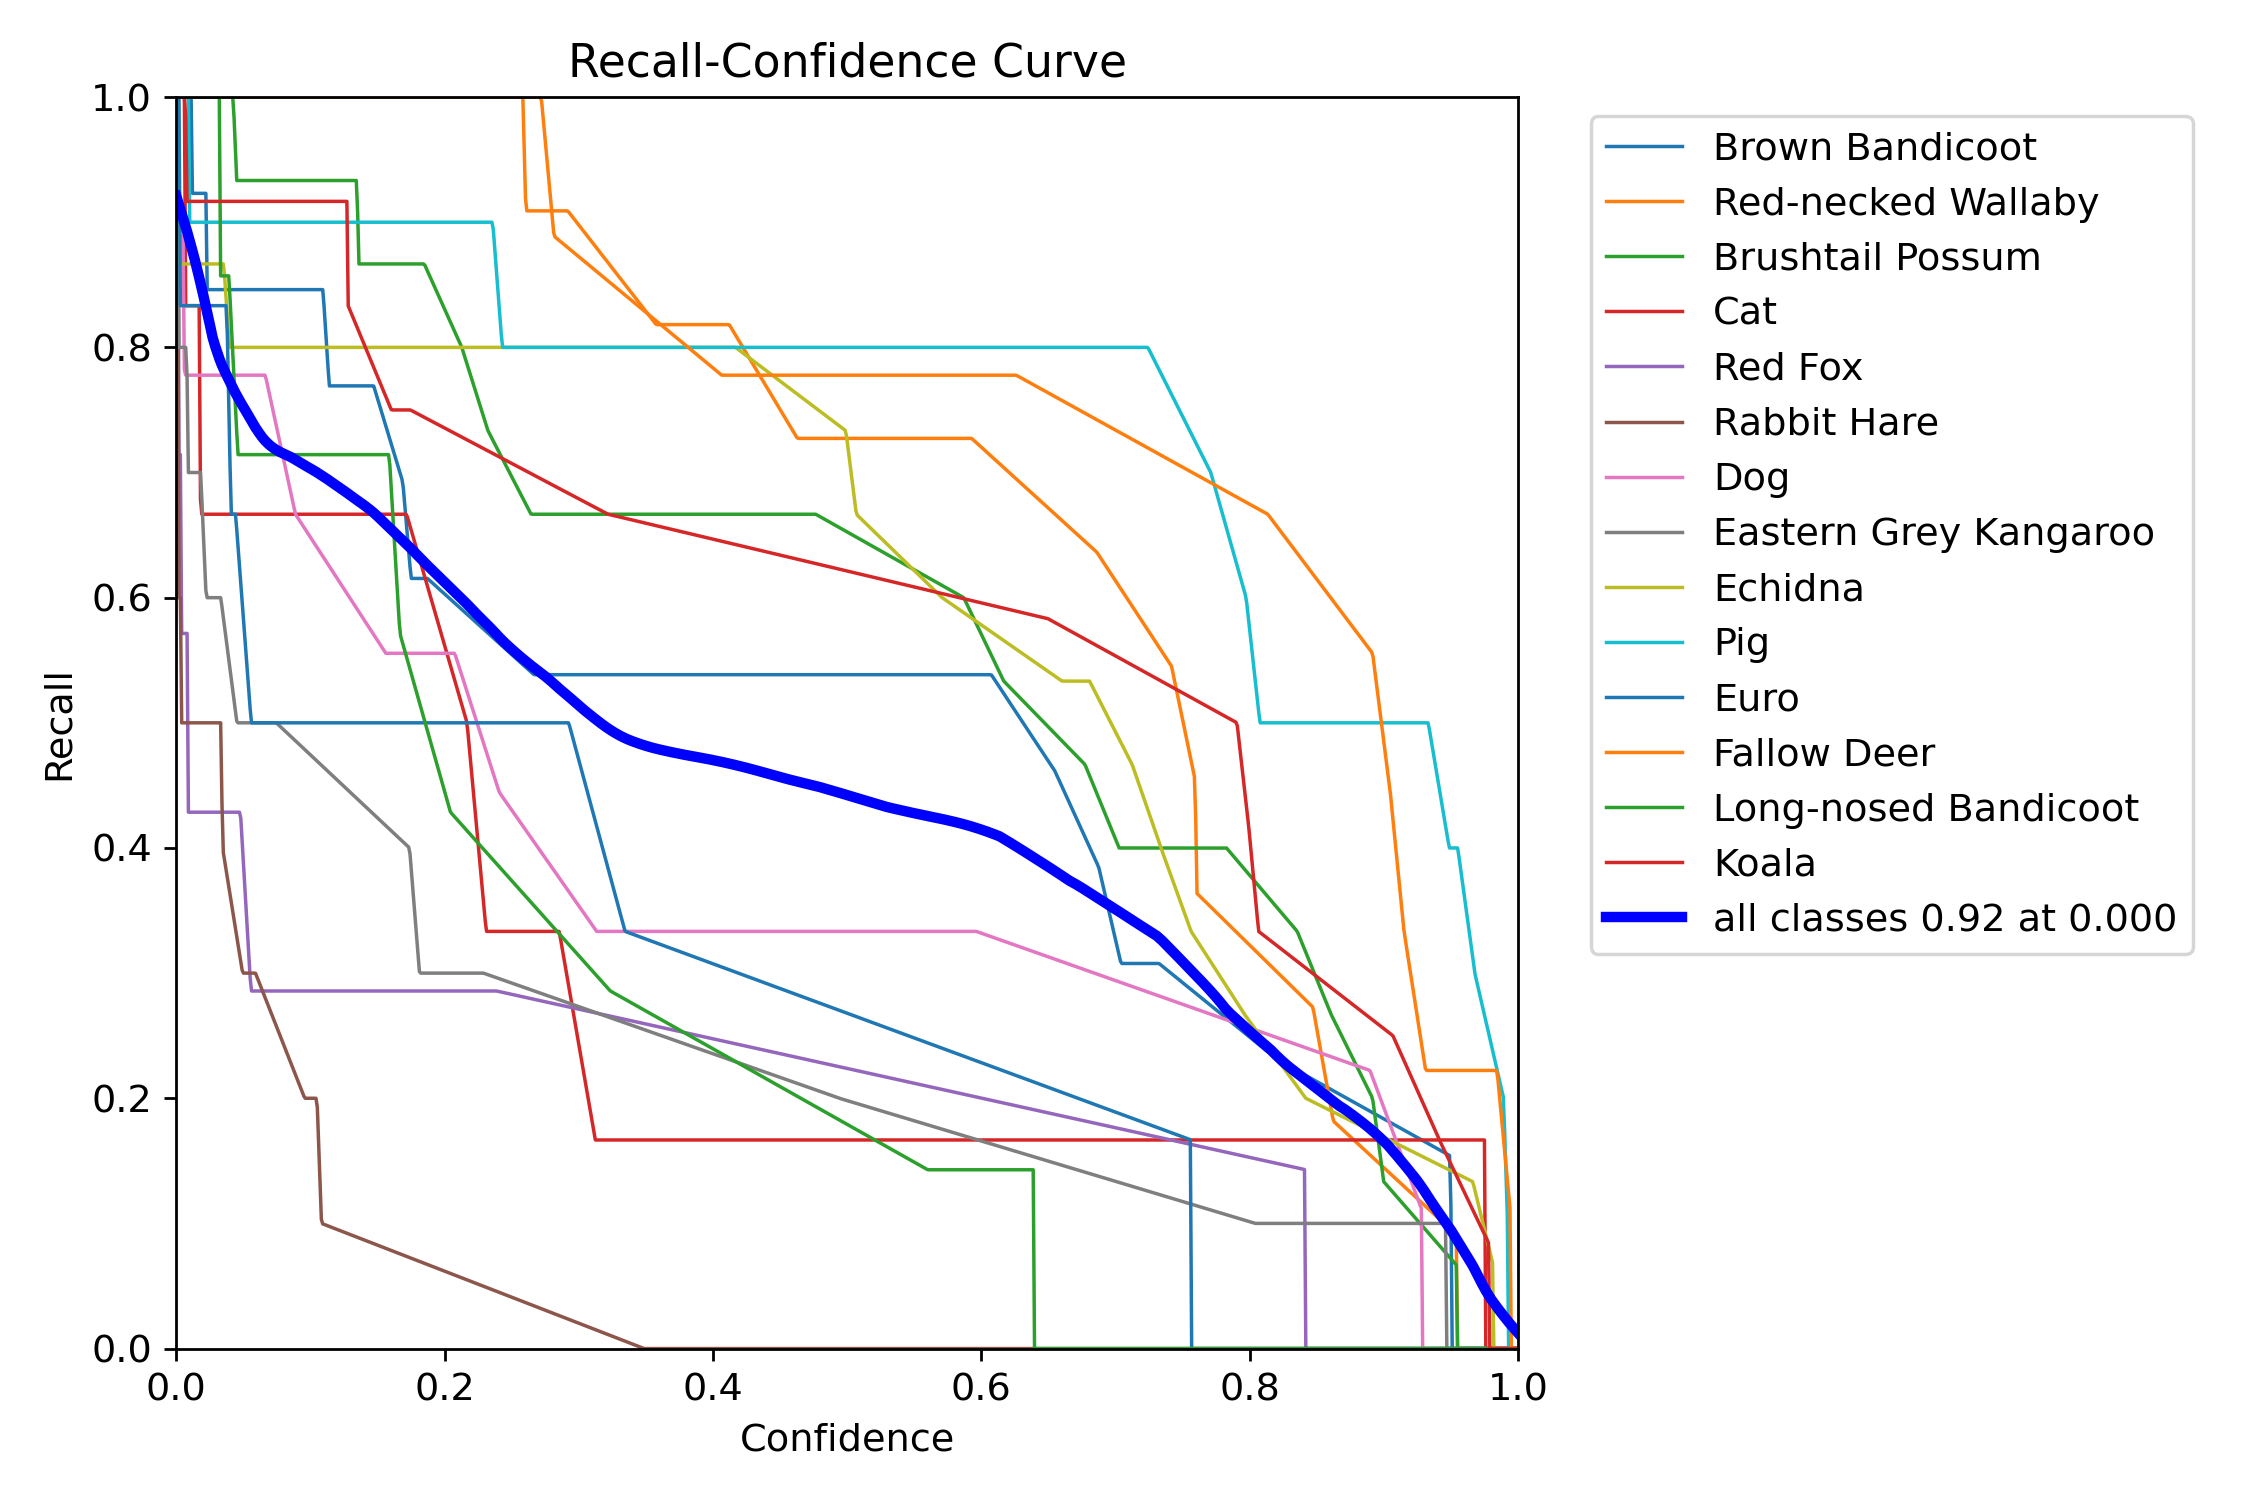 Recall-Confidence Curve
1.0
0.8
0.6
0.4
0.2
0.0
Recall
0.0 0.2 0.4 0.6 0.8 1.0
Confidence
Brown Bandicoot
Red-necked Wallaby
Brushtail Possum
Cat
Red Fox
Rabbit Hare
Dog
Eastern Grey Kangaroo
Echidna
Pig
Euro
Fallow Deer
Long-nosed Bandicoot
Koala
all classes 0.92 at 0.000